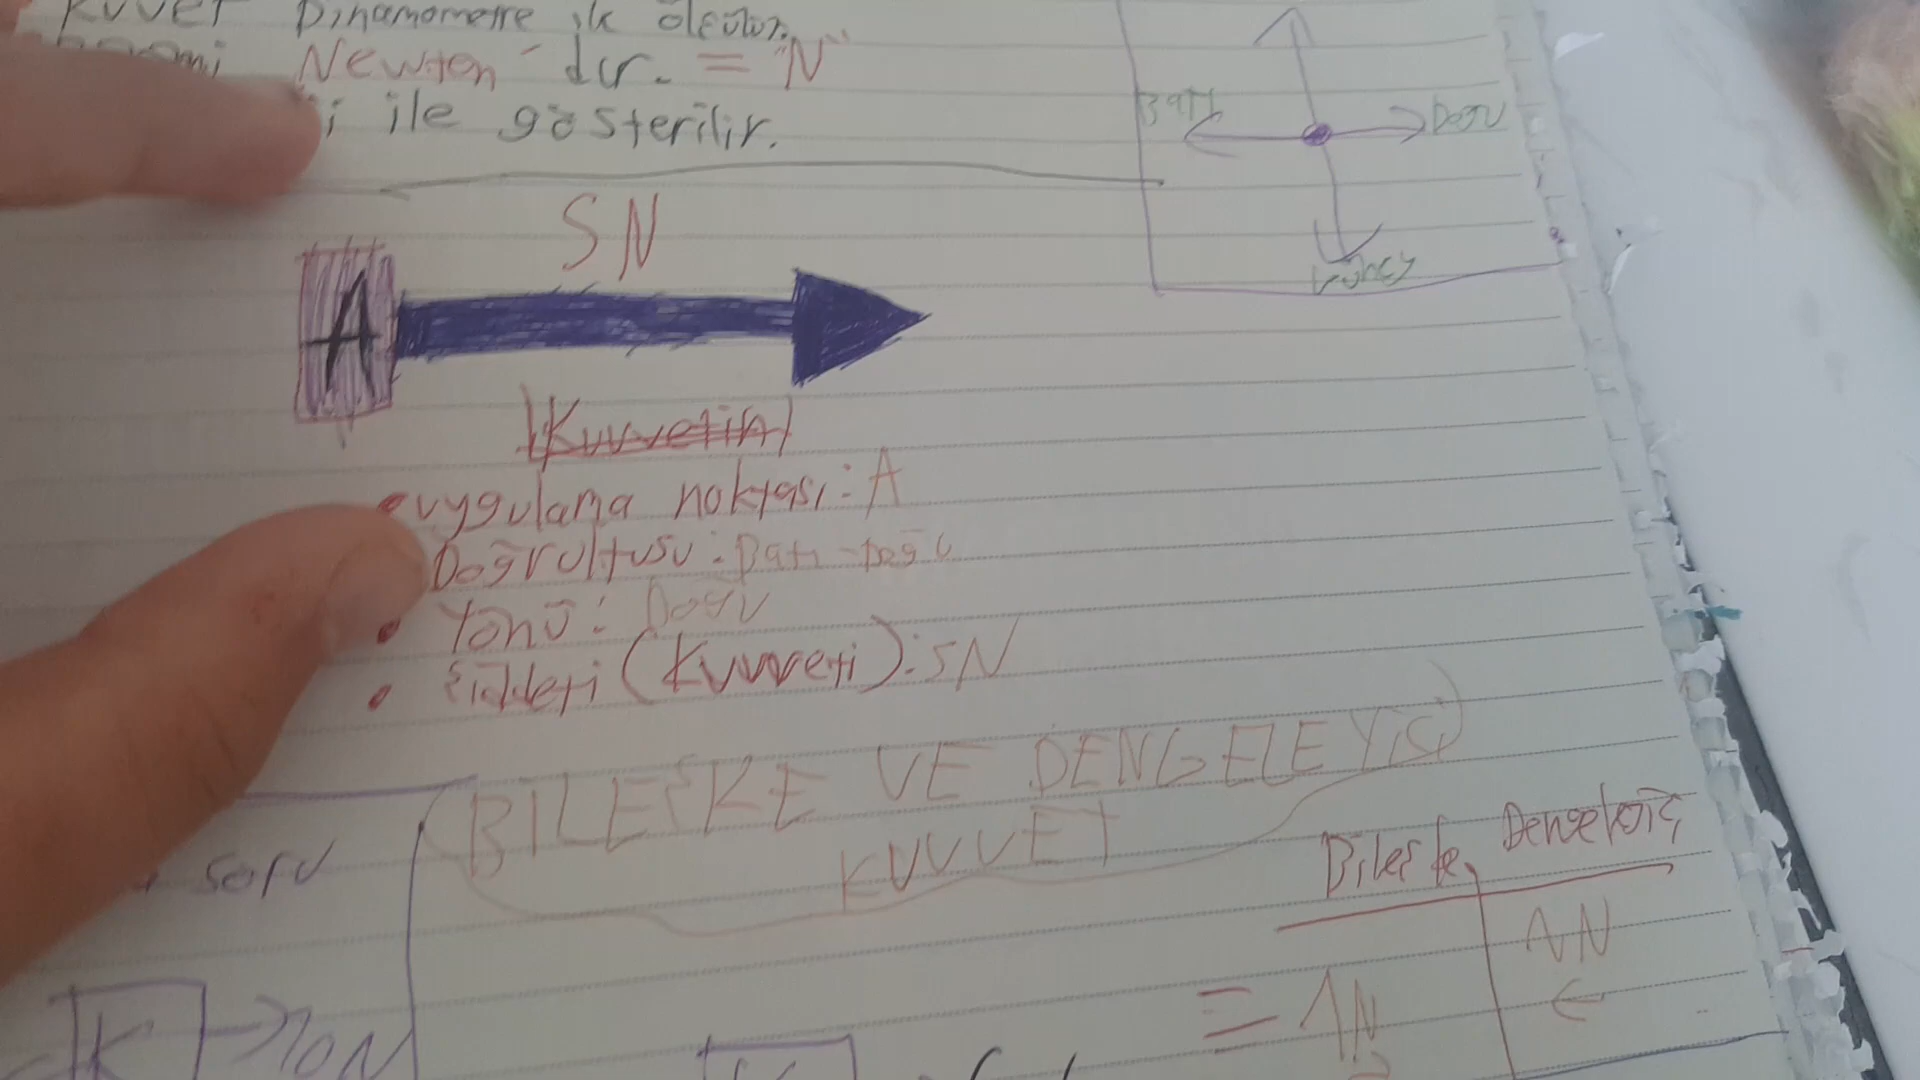 Kuvvet Dinamometre ile ölçülür.
Newton dur. = "N"
ile gösterilir.
Batı
Doğu
Güney
5N
A
Kuvvetin
uygulama noktası: A
Doğrultusu: Batı-Doğu
Yönü: Doğu
Şiddeti (Kuvveti): 5N
BİLEŞKE VE DENGELEYİCİ
KUVVET
Bileşke Dengeleyici
1N
= 1N
soru
K
10N